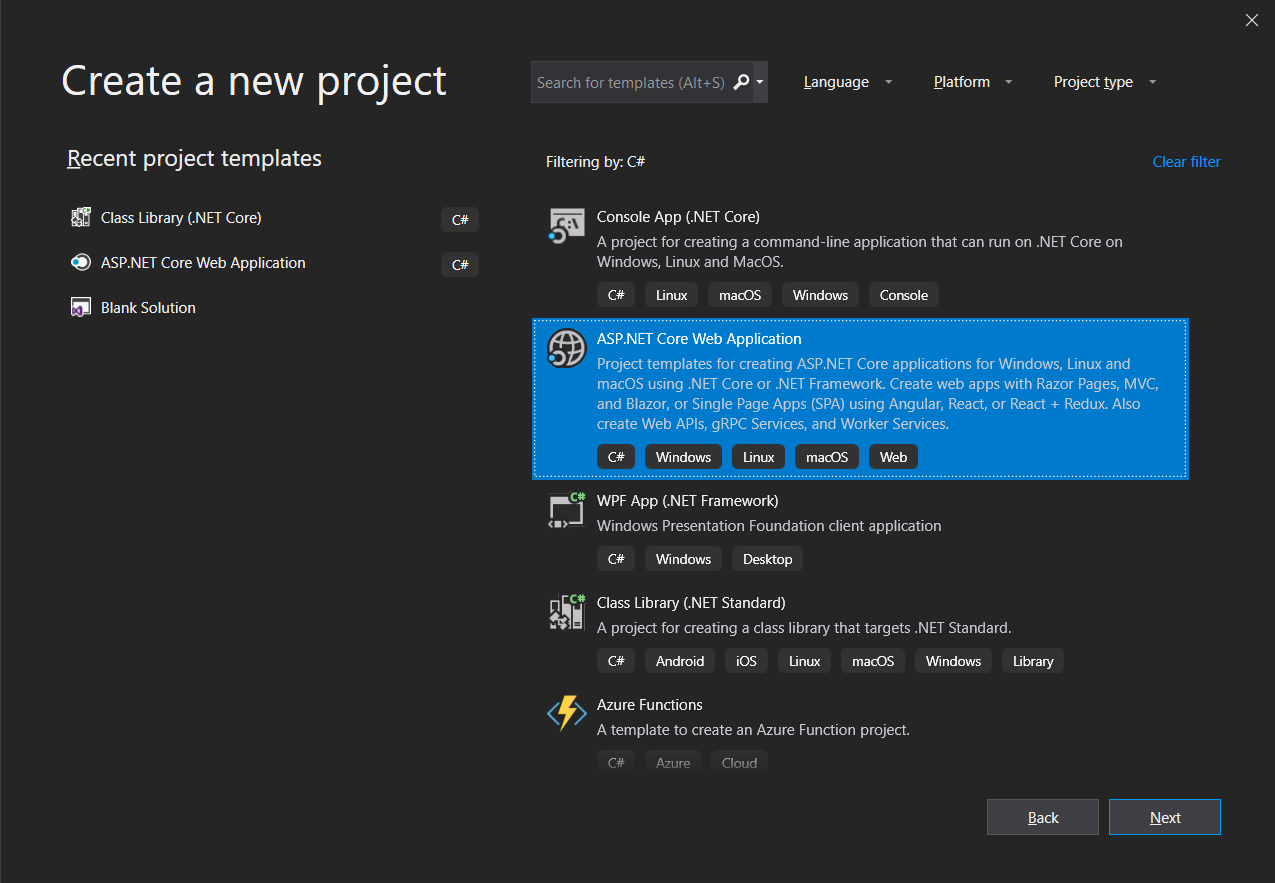 Create a new project
Search for templates (Alt+S)
Language
Platform
Project type
Recent project templates
Class Library (.NET Core)
C#
ASP.NET Core Web Application
C#
Blank Solution
Filtering by: C#
Clear filter
Console App (.NET Core)
A project for creating a command-line application that can run on .NET Core on
Windows, Linux and MacOS.
C# Linux macOS Windows Console
ASP.NET Core Web Application
Project templates for creating ASP.NET Core applications for Windows, Linux and
macOS using .NET Core or .NET Framework. Create web apps with Razor Pages, MVC,
and Blazor, or Single Page Apps (SPA) using Angular, React, or React + Redux. Also
create Web APIs, gRPC Services, and Worker Services.
C# Windows Linux macOS Web
WPF App (.NET Framework)
Windows Presentation Foundation client application
C# Windows Desktop
Class Library (.NET Standard)
A project for creating a class library that targets .NET Standard.
C# Android iOS Linux macOS Windows Library
Azure Functions
A template to create an Azure Function project.
C# Azure Cloud
Back
Next